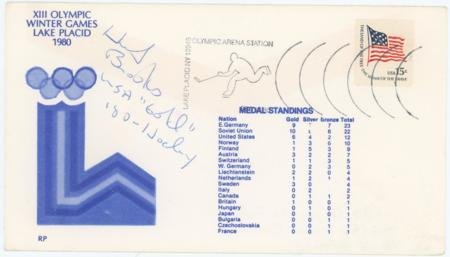 XIII OLYMPIC
WINTER GAMES
LAKE PLACID
1980
Herb
Brooks
USA "Gold"
'80-Hockey
OLYMPIC ARENA STATION
LAKE PLACID NY 12946
USA 15c
MEDAL STANDINGS
Nation Gold Silver Bronze Total
E.Germany 9 7 7 23
Soviet Union 10 6 6 22
United States 6 4 2 12
Norway 1 3 6 10
Finland 1 5 3 9
Austria 3 2 2 7
Switzerland 1 1 3 5
W. Germany 0 2 3 5
Liechtenstein 2 2 0 4
Netherlands 1 2 1 4
Sweden 3 0 4
Italy 0 2 2
Canada 0 1 1 2
Britain 1 0 0 1
Hungary 0 1 0 1
Japan 0 1 0 1
Bulgaria 0 0 1 1
Czechoslovakia 0 0 1 1
France 0 0 1 1
RP